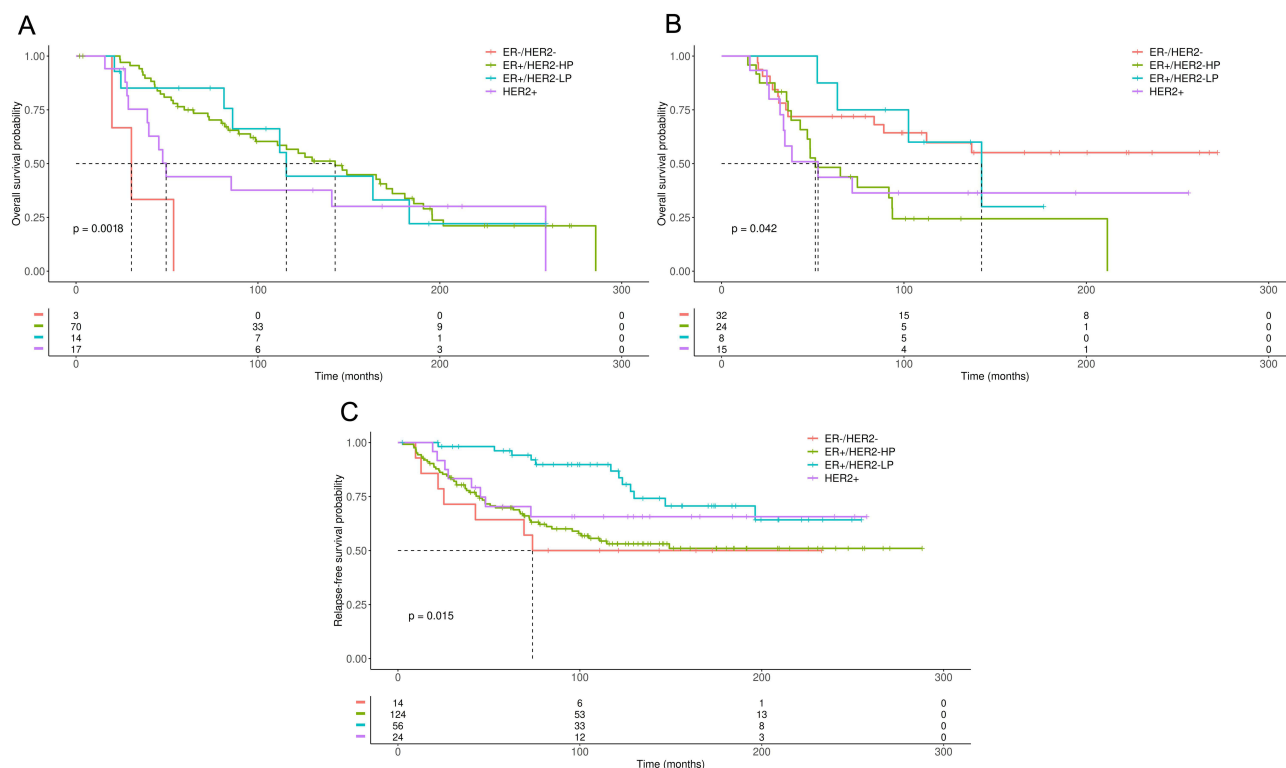 A
ER-/HER2-
ER+/HER2-HP
ER+/HER2-LP
HER2+
1.00
0.75
0.50
0.25
0.00
Overall survival probability
p = 0.0018
0 100 200 300
3 0 0 0
70 33 9 0
14 7 1 0
17 6 3 0
0 100 200 300
Time (months)
B
ER-/HER2-
ER+/HER2-HP
ER+/HER2-LP
HER2+
1.00
0.75
0.50
0.25
0.00
Overall survival probability
p = 0.042
0 100 200 300
32 15 8 0
24 5 1 0
8 5 0 0
15 4 1 0
0 100 200 300
Time (months)
C
ER-/HER2-
ER+/HER2-HP
ER+/HER2-LP
HER2+
1.00
0.75
0.50
0.25
0.00
Relapse-free survival probability
p = 0.015
0 100 200 300
14 6 1 0
124 53 13 0
56 33 8 0
24 12 3 0
0 100 200 300
Time (months)